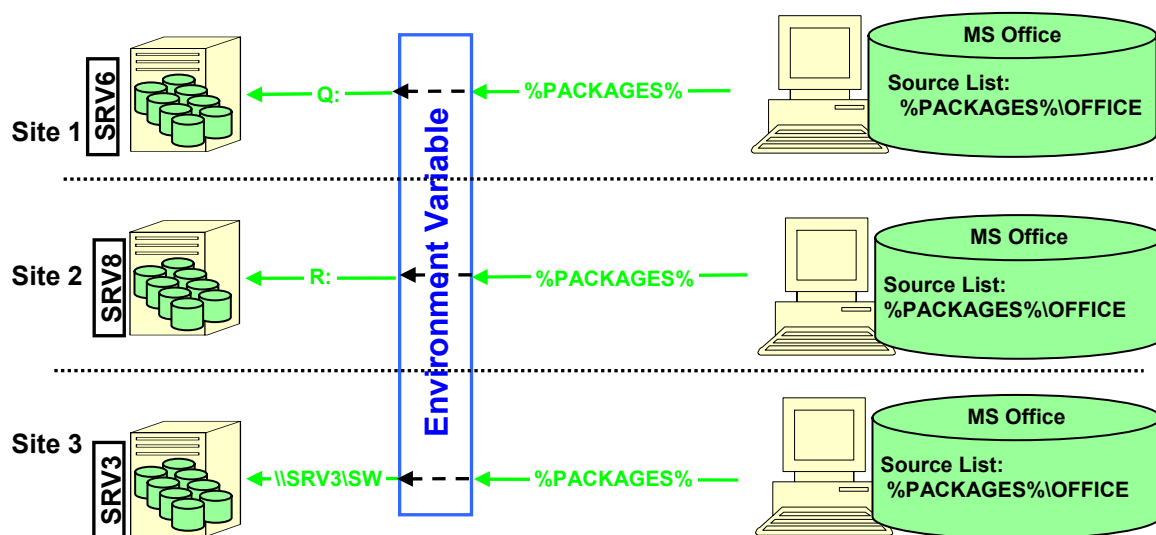 MS Office
Source List:
%PACKAGES%\OFFICE
%PACKAGES%
Q:
SRV6
Site 1
Environment Variable
MS Office
Source List:
%PACKAGES%\OFFICE
%PACKAGES%
R:
SRV8
Site 2
MS Office
Source List:
%PACKAGES%\OFFICE
%PACKAGES%
\\SRV3\SW
SRV3
Site 3